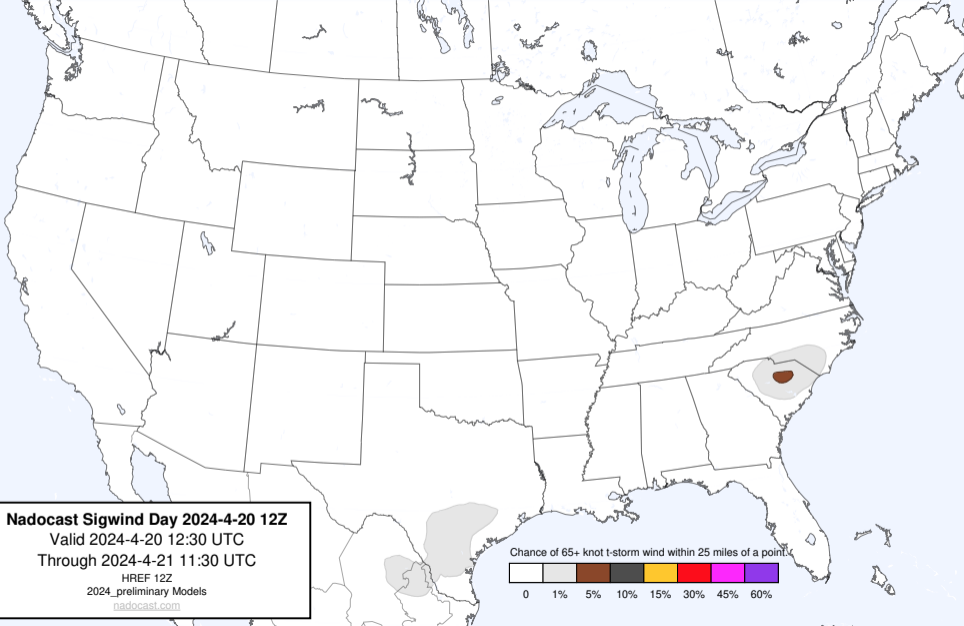 Nadocast Sigwind Day 2024-4-20 12Z
Valid 2024-4-20 12:30 UTC
Through 2024-4-21 11:30 UTC
HREF 12Z
2024_preliminary Models
nadocast.com
Chance of 65+ knot t-storm wind within 25 miles of a point.
0 1% 5% 10% 15% 30% 45% 60%